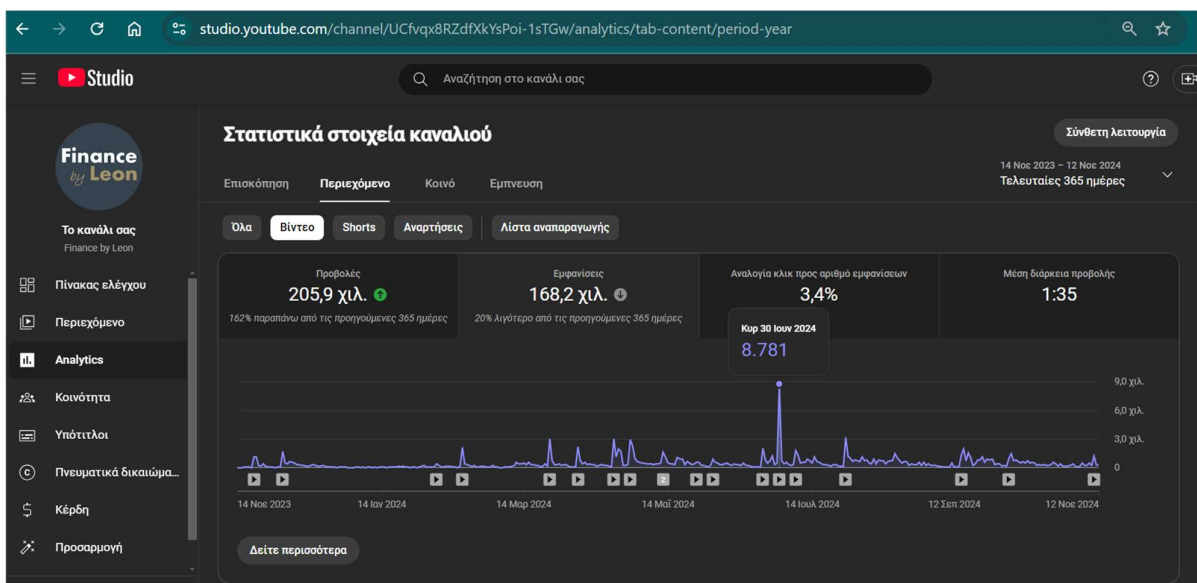 studio.youtube.com/channel/UCfvqx8RZdfXkYsPoi-1sTGw/analytics/tab-content/period-year
Studio
Αναζήτηση στο κανάλι σας
Finance
by Leon
Το κανάλι σας
Finance by Leon
Πίνακας ελέγχου
Περιεχόμενο
Analytics
Κοινότητα
Υπότιτλοι
Πνευματικά δικαιώμα...
Κέρδη
Προσαρμογή
Στατιστικά στοιχεία καναλιού
Σύνθετη λειτουργία
14 Νοε 2023 – 12 Νοε 2024
Τελευταίες 365 ημέρες
Επισκόπηση Περιεχόμενο Κοινό Εμπνευση
Όλα Βίντεο Shorts Αναρτήσεις Λίστα αναπαραγωγής
Προβολές
205,9 χιλ.
162% παραπάνω από τις προηγούμενες 365 ημέρες
Εμφανίσεις
168,2 χιλ.
20% λιγότερο από τις προηγούμενες 365 ημέρες
Αναλογία κλικ προς αριθμό εμφανίσεων
3,4%
Μέση διάρκεια προβολής
1:35
Κυρ 30 Ιουν 2024
8.781
9,0 χιλ.
6,0 χιλ.
3,0 χιλ.
0
2
14 Νοε 2023 14 Ιαν 2024 14 Μαρ 2024 14 Μαΐ 2024 14 Ιουλ 2024 12 Σεπ 2024 12 Νοε 2024
Δείτε περισσότερα